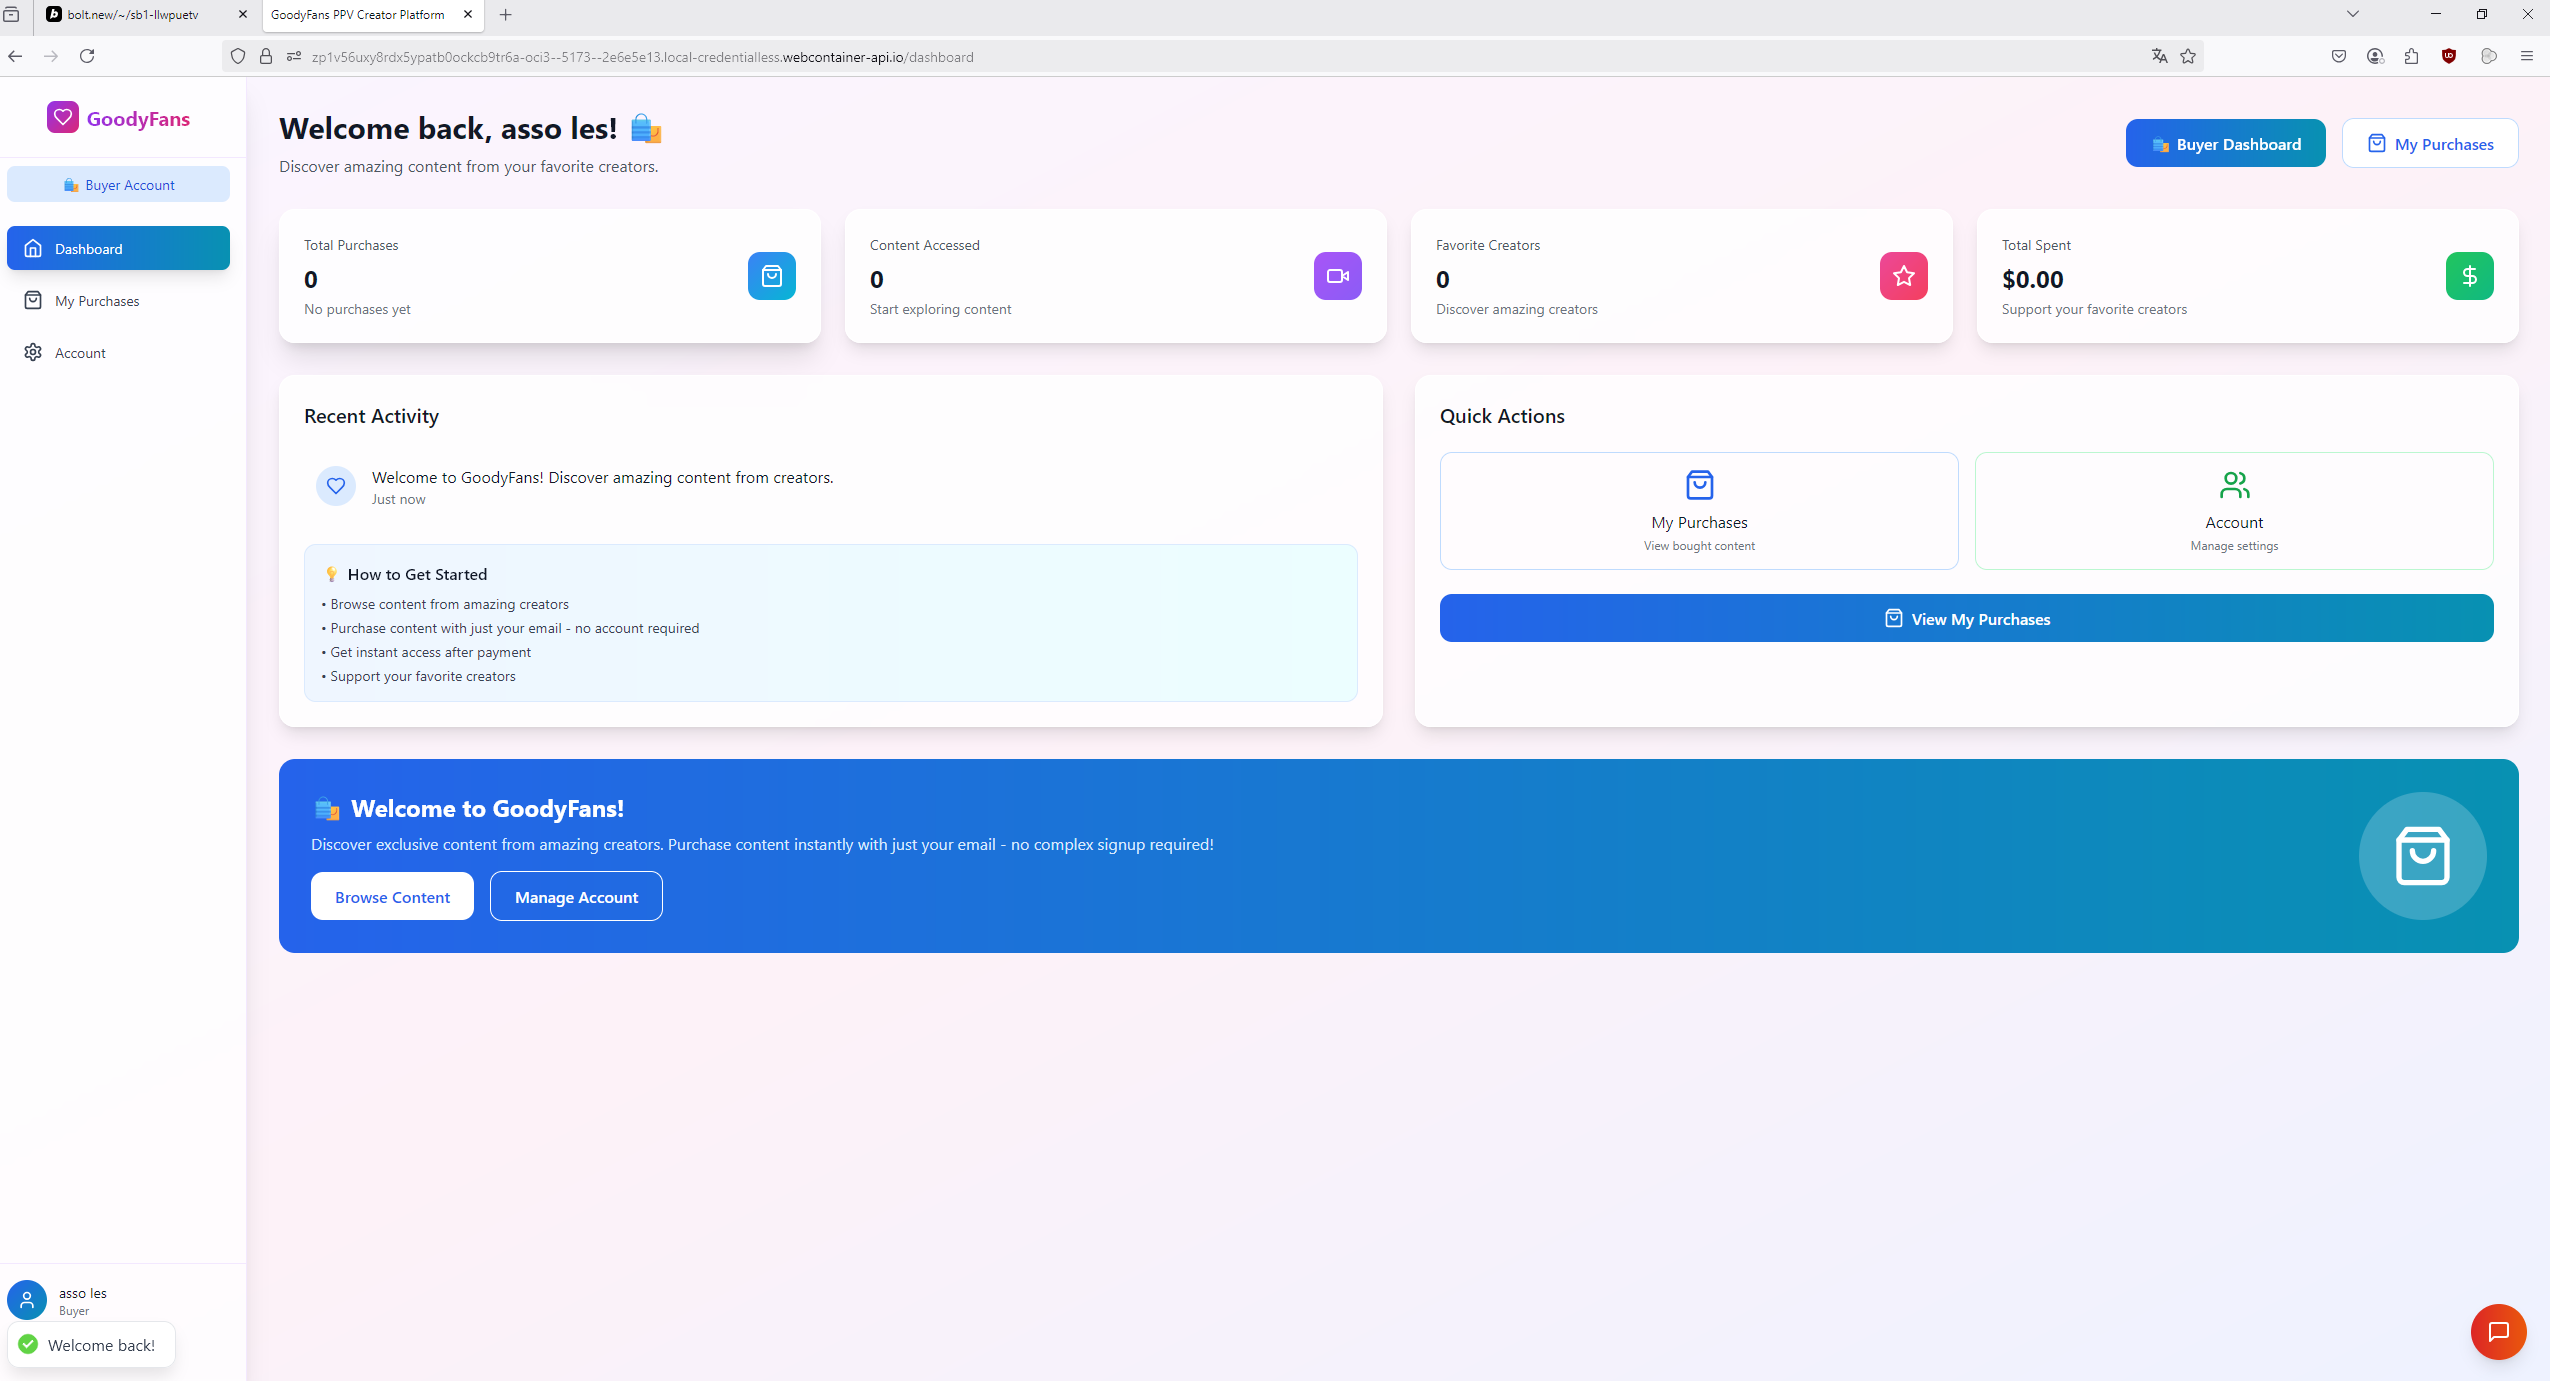 bolt.new/~/sb1-llwpuetv
GoodyFans PPV Creator Platform
zp1v56uxy8rdx5ypatb0ockcb9tr6a-oci3--5173--2e6e5e13.local-credentialless.webcontainer-api.io/dashboard
GoodyFans
Buyer Account
Dashboard
My Purchases
Account
Welcome back, asso les!
Discover amazing content from your favorite creators.
Buyer Dashboard
My Purchases
Total Purchases
0
No purchases yet
Content Accessed
0
Start exploring content
Favorite Creators
0
Discover amazing creators
Total Spent
$0.00
Support your favorite creators
Recent Activity
Welcome to GoodyFans! Discover amazing content from creators.
Just now
How to Get Started
• Browse content from amazing creators
• Purchase content with just your email - no account required
• Get instant access after payment
• Support your favorite creators
Quick Actions
My Purchases
View bought content
Account
Manage settings
View My Purchases
Welcome to GoodyFans!
Discover exclusive content from amazing creators. Purchase content instantly with just your email - no complex signup required!
Browse Content
Manage Account
asso les
Buyer
Welcome back!